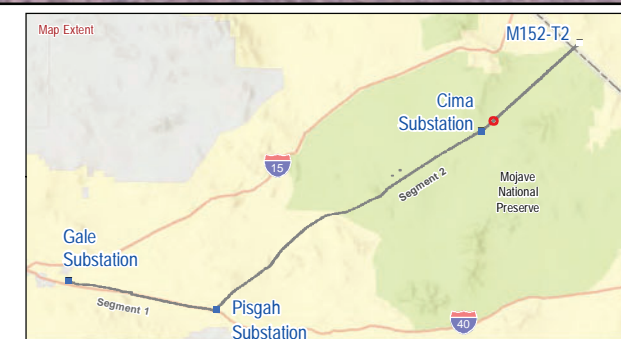 Map Extent
M152-T2
Cima
Substation
15
Segment 2
Mojave
National
Preserve
Gale
Substation
Segment 1
Pisgah
Substation
40